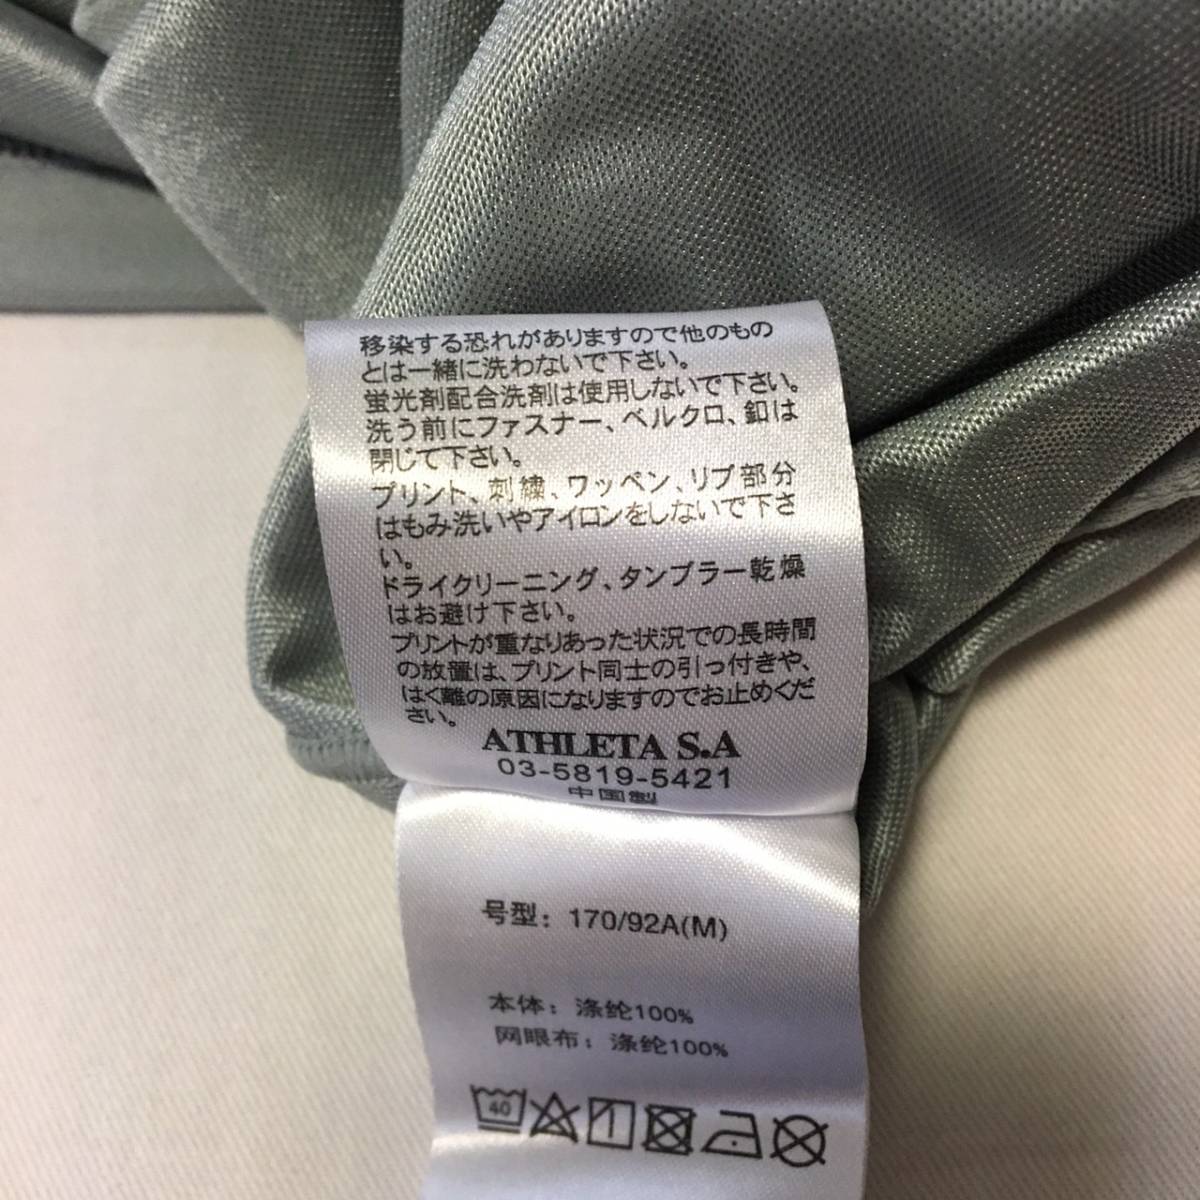 移染する恐れがありますので他のもの
とは一緒に洗わないで下さい。
蛍光剤配合洗剤は使用しないで下さい。
洗う前にファスナー、ベルクロ、釦は
閉じて下さい。
プリント、刺繍、ワッペン、リブ部分
はもみ洗いやアイロンをしないで下さ
い。
ドライクリーニング、タンブラー乾燥
はお避け下さい。
プリントが重なりあった状況での長時間
の放置は、プリント同士の引っ付きや、
はく離の原因になりますのでお止めくだ
さい。
ATHLETA S.A
03-5819-5421
中国製
号型：170/92A(M)
本体：涤纶100%
网眼布：涤纶100%
40